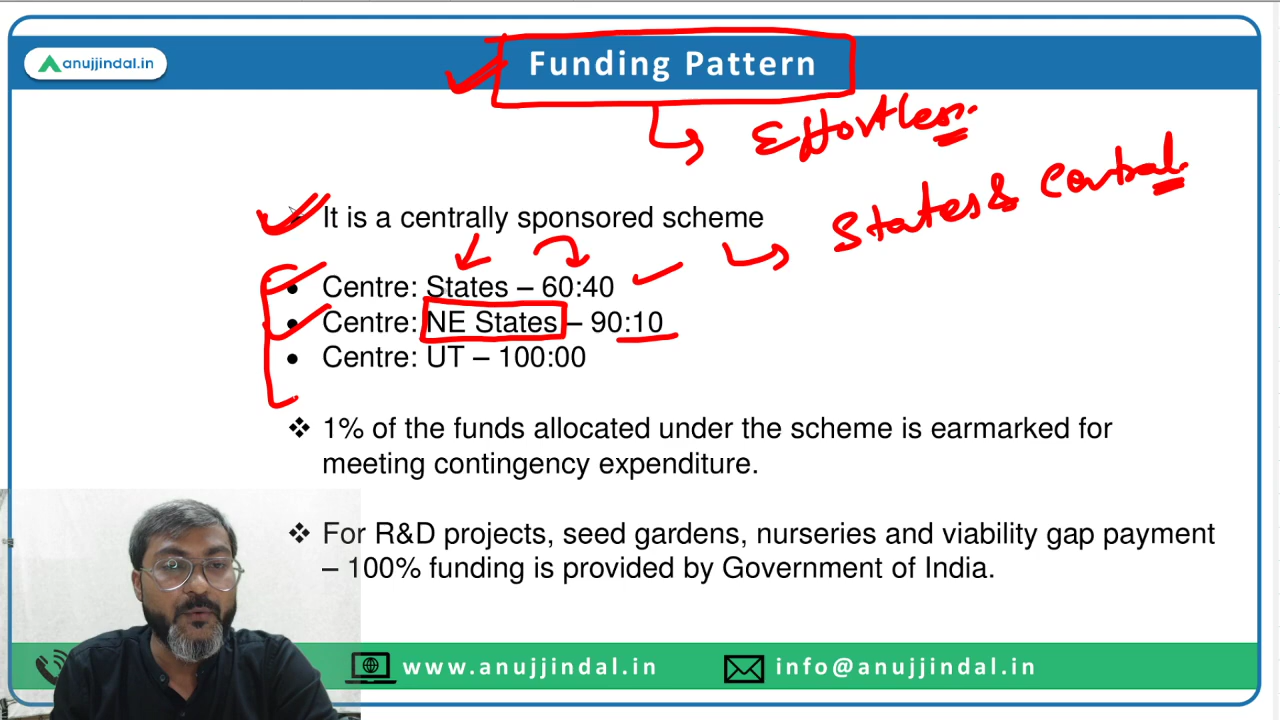 anujjindal.in
Funding Pattern
Effortless
States & Central
It is a centrally sponsored scheme
Centre: States – 60:40
Centre: NE States – 90:10
Centre: UT – 100:00
1% of the funds allocated under the scheme is earmarked for
meeting contingency expenditure.
For R&D projects, seed gardens, nurseries and viability gap payment
– 100% funding is provided by Government of India.
www.anujjindal.in
info@anujjindal.in